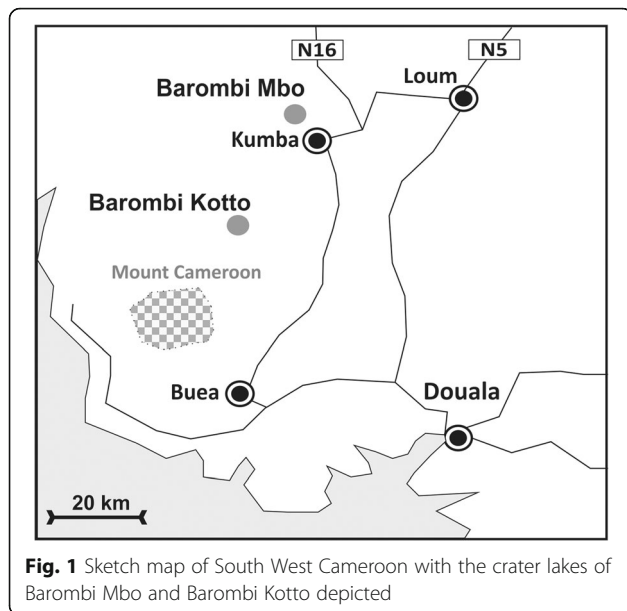 N16
N5
Barombi Mbo
Loum
Kumba
Barombi Kotto
Mount Cameroon
Buea
Douala
20 km
Fig. 1 Sketch map of South West Cameroon with the crater lakes of
Barombi Mbo and Barombi Kotto depicted